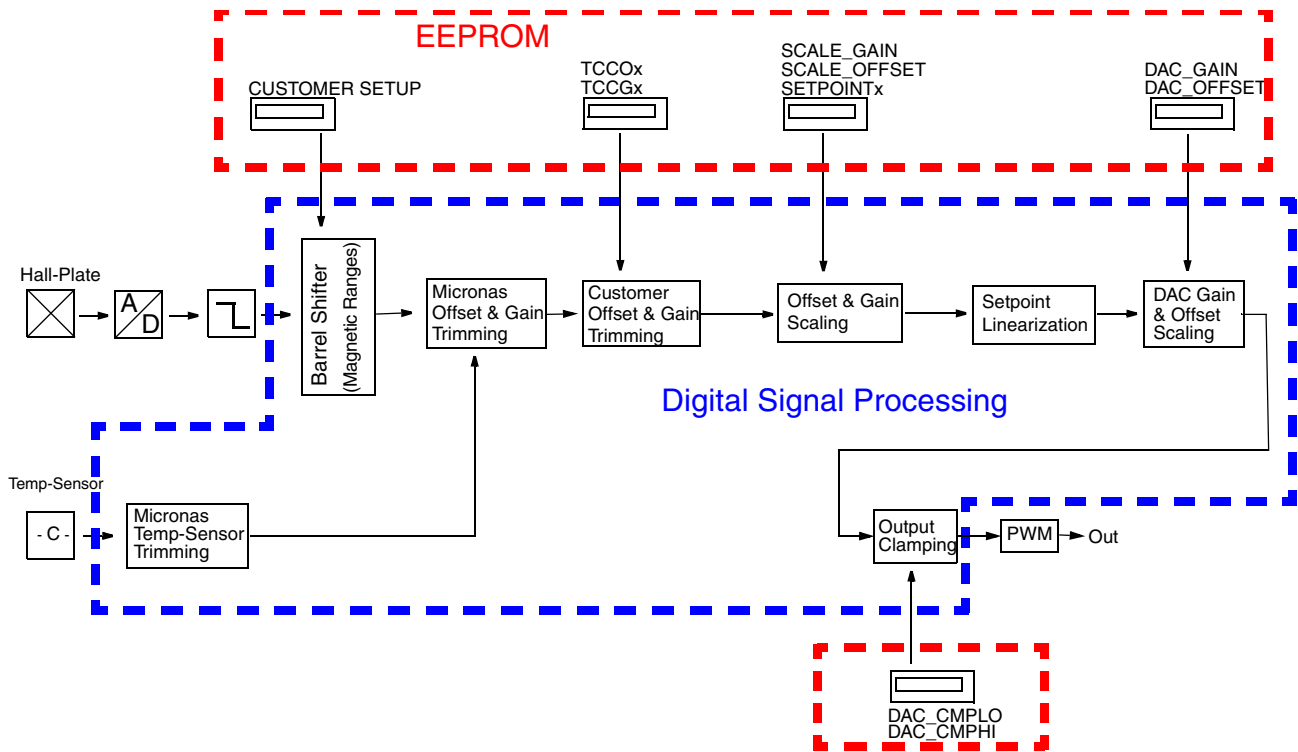 EEPROM
CUSTOMER SETUP
TCCOx
TCCGx
SCALE_GAIN
SCALE_OFFSET
SETPOINTx
DAC_GAIN
DAC_OFFSET
Hall-Plate
A
D
Barrel Shifter
(Magnetic Ranges)
Micronas
Offset & Gain
Trimming
Customer
Offset & Gain
Trimming
Offset & Gain
Scaling
Setpoint
Linearization
DAC Gain
& Offset
Scaling
Digital Signal Processing
Temp-Sensor
- C -
Micronas
Temp-Sensor
Trimming
Output
Clamping
PWM
Out
DAC_CMPLO
DAC_CMPHI